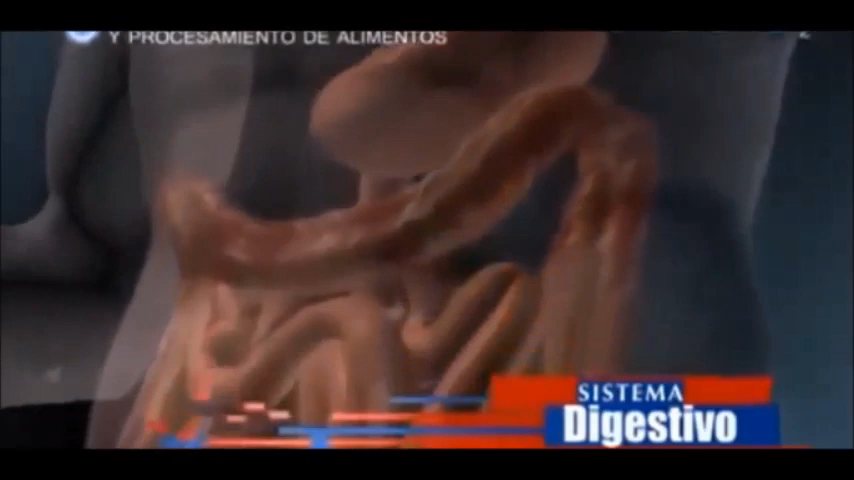 Y PROCESAMIENTO DE ALIMENTOS
SISTEMA
Digestivo